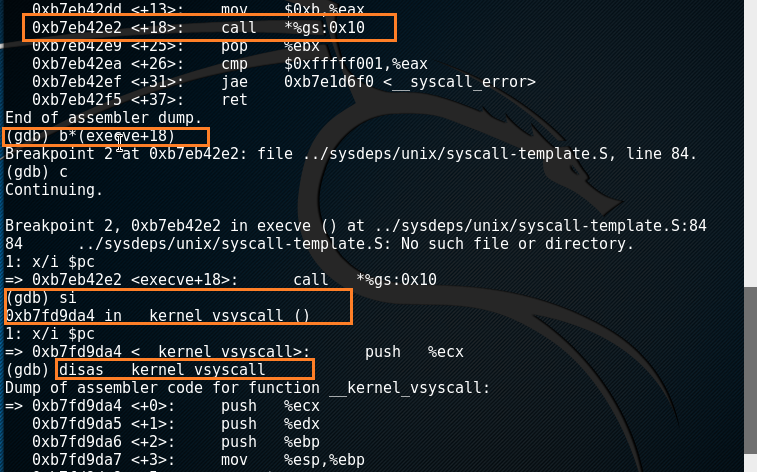 0xb7eb42dd <+13>: mov $0xb,%eax
0xb7eb42e2 <+18>: call *%gs:0x10
0xb7eb42e9 <+25>: pop %ebx
0xb7eb42ea <+26>: cmp $0xfffff001,%eax
0xb7eb42ef <+31>: jae 0xb7e1d6f0 <__syscall_error>
0xb7eb42f5 <+37>: ret
End of assembler dump.
(gdb) b*(execve+18)
Breakpoint 2 at 0xb7eb42e2: file ../sysdeps/unix/syscall-template.S, line 84.
(gdb) c
Continuing.
Breakpoint 2, 0xb7eb42e2 in execve () at ../sysdeps/unix/syscall-template.S:84
84 ../sysdeps/unix/syscall-template.S: No such file or directory.
1: x/i $pc
=> 0xb7eb42e2 <execve+18>: call *%gs:0x10
(gdb) si
0xb7fd9da4 in __kernel_vsyscall ()
1: x/i $pc
=> 0xb7fd9da4 <__kernel_vsyscall>: push %ecx
(gdb) disas __kernel_vsyscall
Dump of assembler code for function __kernel_vsyscall:
=> 0xb7fd9da4 <+0>: push %ecx
0xb7fd9da5 <+1>: push %edx
0xb7fd9da6 <+2>: push %ebp
0xb7fd9da7 <+3>: mov %esp,%ebp